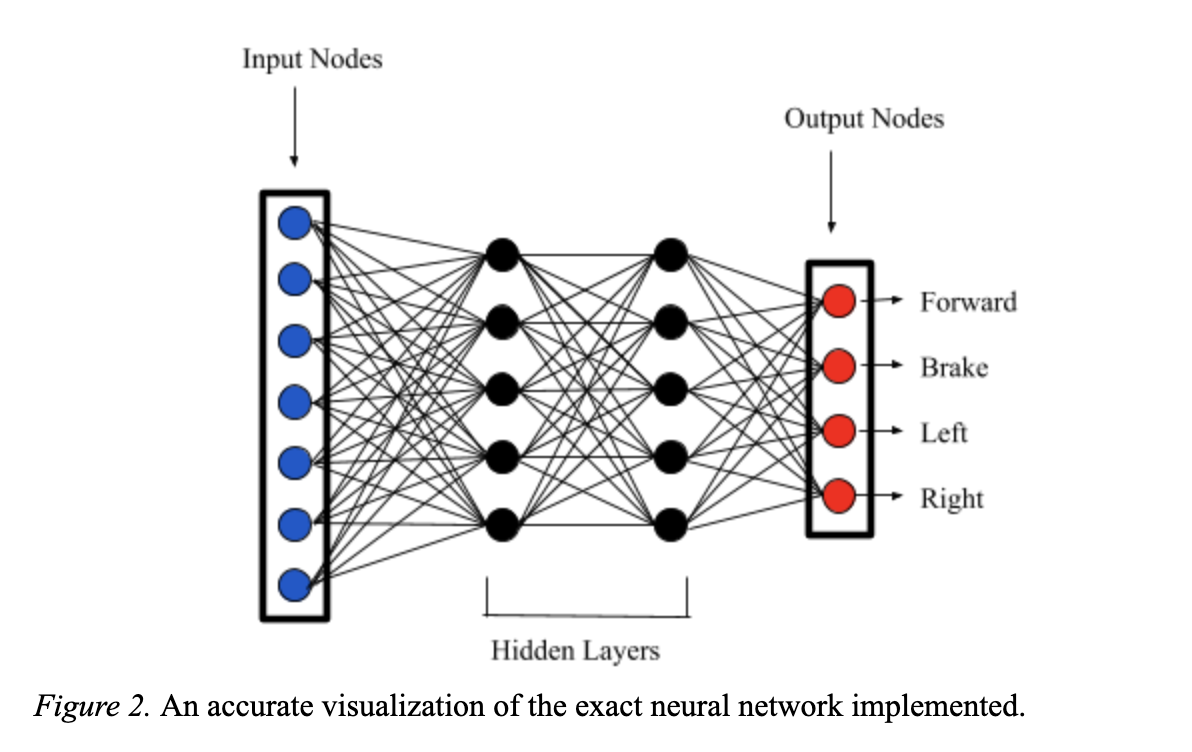 Input Nodes
Output Nodes
Forward
Brake
Left
Right
Hidden Layers
Figure 2. An accurate visualization of the exact neural network implemented.